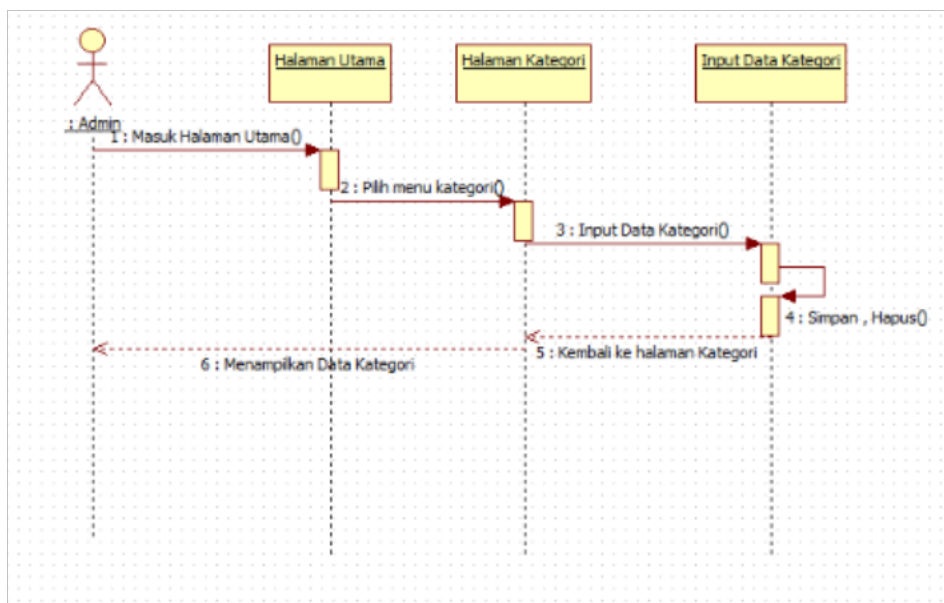 Halaman Utama
Halaman Kategori
Input Data Kategori
: Admin
1 : Masuk Halaman Utama()
2 : Pilih menu kategori()
3 : Input Data Kategori()
4 : Simpan , Hapus()
5 : Kembali ke halaman Kategori
6 : Menampilkan Data Kategori